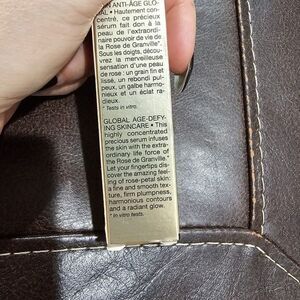 ANTI-ÂGE GLO-
BAL • Hautement con-
centré, ce précieux
sérum fait don à la
peau de l'extraordi-
naire pouvoir de vie de
la Rose de Granville*.
Sous les doigts, décou-
vrez la merveilleuse
sensation d'une peau
de rose : un grain fin et
lissé, un rebondi pul-
peux, un galbe harmo-
nieux et un éclat ra-
dieux.
* Tests in vitro.
GLOBAL AGE-DEFY-
ING SKINCARE • This
highly concentrated
precious serum infuses
the skin with the extra-
ordinary life force of
the Rose de Granville.*
Let your fingertips dis-
cover the amazing feel-
ing of rose-petal skin:
a fine and smooth tex-
ture, firm plumpness,
harmonious contours
and a radiant glow.
* In vitro tests.